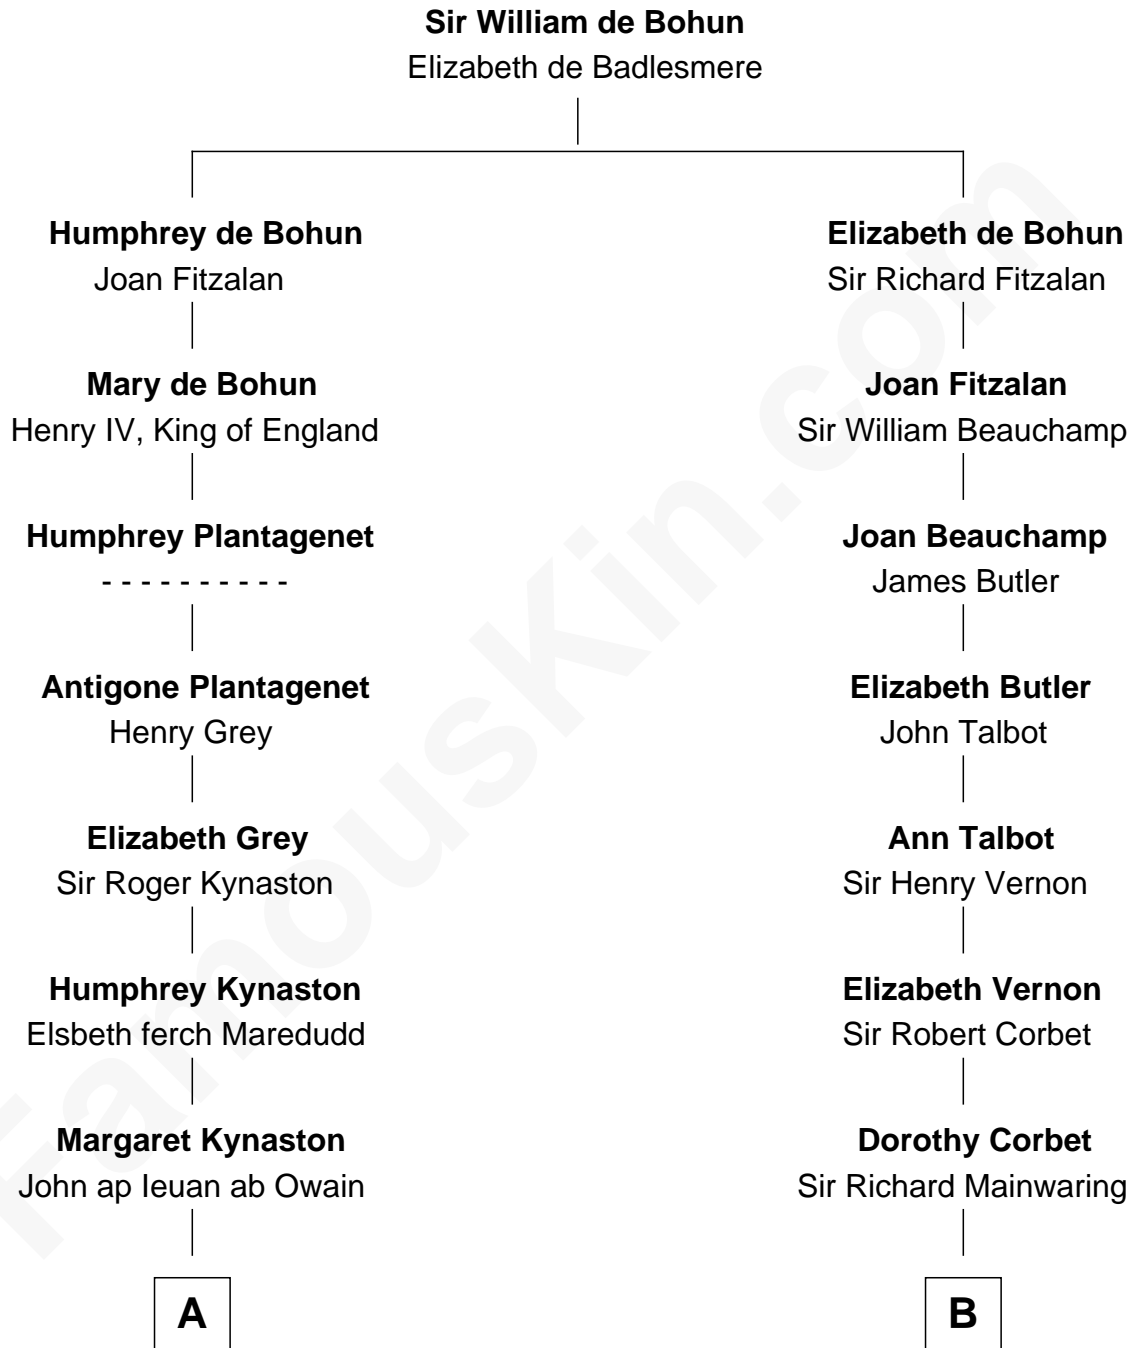 Sir William de Bohun
Elizabeth de Badlesmere
Humphrey de Bohun
Joan Fitzalan
Elizabeth de Bohun
Sir Richard Fitzalan
Mary de Bohun
Henry IV, King of England
Joan Fitzalan
Sir William Beauchamp
Humphrey Plantagenet
- - - - - - - - - -
Joan Beauchamp
James Butler
Antigone Plantagenet
Henry Grey
Elizabeth Butler
John Talbot
Elizabeth Grey
Sir Roger Kynaston
Ann Talbot
Sir Henry Vernon
Humphrey Kynaston
Elsbeth ferch Maredudd
Elizabeth Vernon
Sir Robert Corbet
Margaret Kynaston
John ap Ieuan ab Owain
Dorothy Corbet
Sir Richard Mainwaring
A
B
FamousKin.com